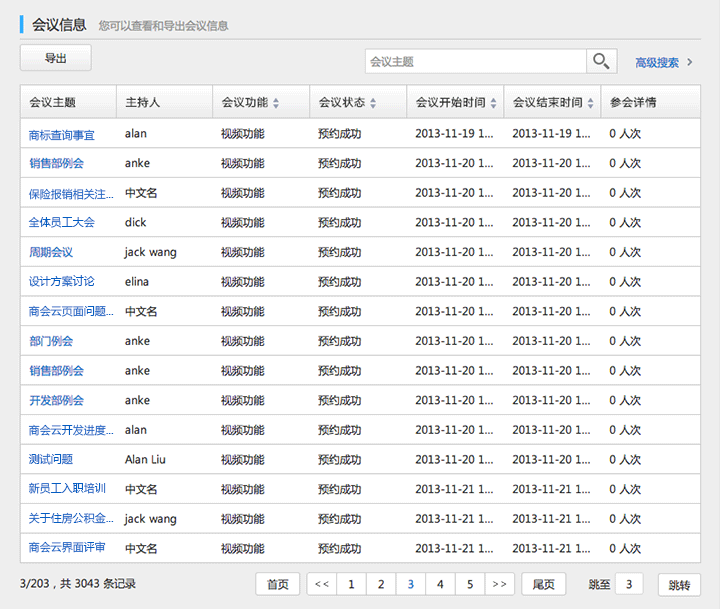 会议信息 您可以查看和导出会议信息
导出 会议主题 高级搜索 >
会议主题 主持人 会议功能 会议状态 会议开始时间 会议结束时间 参会详情
商标查询事宜 alan 视频功能 预约成功 2013-11-19 1... 2013-11-19 1... 0 人次
销售部例会 anke 视频功能 预约成功 2013-11-20 1... 2013-11-20 1... 0 人次
保险报销相关注... 中文名 视频功能 预约成功 2013-11-20 1... 2013-11-20 1... 0 人次
全体员工大会 dick 视频功能 预约成功 2013-11-20 1... 2013-11-20 1... 0 人次
周期会议 jack wang 视频功能 预约成功 2013-11-20 1... 2013-11-20 1... 0 人次
设计方案讨论 elina 视频功能 预约成功 2013-11-20 1... 2013-11-20 1... 0 人次
商会云页面问题... 中文名 视频功能 预约成功 2013-11-20 1... 2013-11-20 1... 0 人次
部门例会 anke 视频功能 预约成功 2013-11-20 1... 2013-11-20 1... 0 人次
销售部例会 anke 视频功能 预约成功 2013-11-20 1... 2013-11-20 1... 0 人次
开发部例会 anke 视频功能 预约成功 2013-11-20 1... 2013-11-20 1... 0 人次
商会云开发进度... alan 视频功能 预约成功 2013-11-20 1... 2013-11-20 1... 0 人次
测试问题 Alan Liu 视频功能 预约成功 2013-11-20 1... 2013-11-20 1... 0 人次
新员工入职培训 中文名 视频功能 预约成功 2013-11-21 1... 2013-11-21 1... 0 人次
关于住房公积金... jack wang 视频功能 预约成功 2013-11-21 1... 2013-11-21 1... 0 人次
商会云界面评审 中文名 视频功能 预约成功 2013-11-21 1... 2013-11-21 1... 0 人次
3/203，共 3043 条记录 首页 << 1 2 3 4 5 >> 尾页 跳至 3 跳转